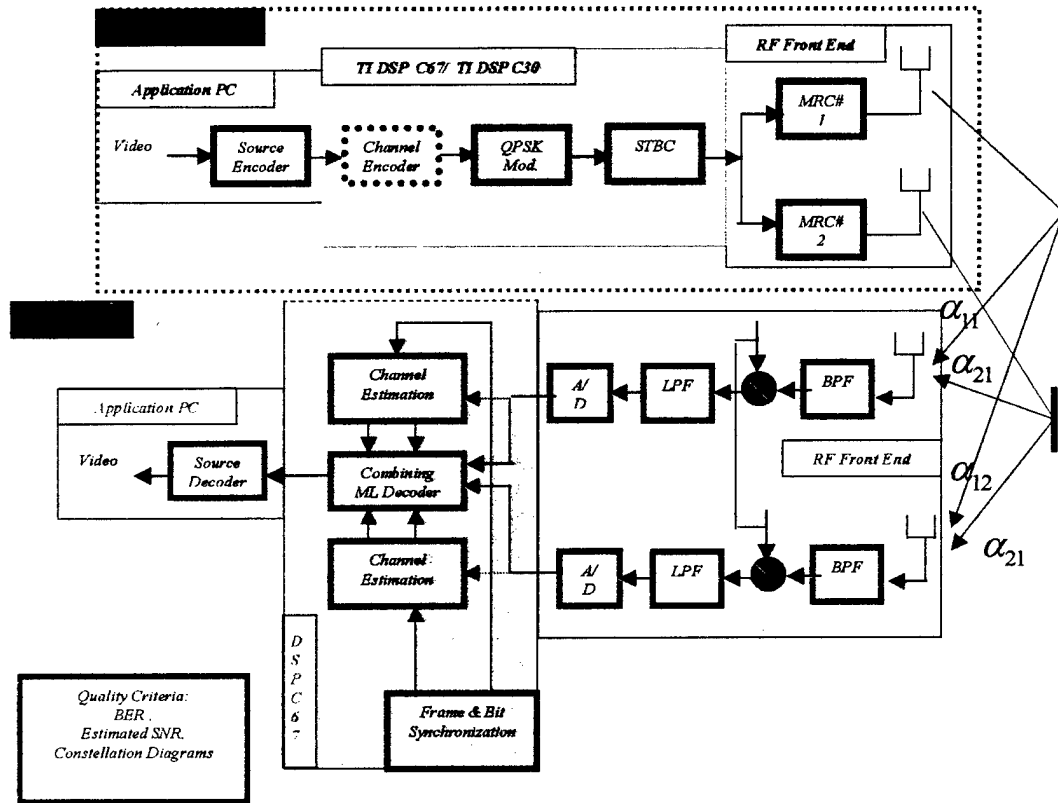 RF Front End
TI DSP C67/ TI DSP C30
Application PC
Video
Source
Encoder
Channel
Encoder
QPSK
Mod.
STBC
MRC#
1
MRC#
2
α11
α21
α12
α21
Channel
Estimation
A/
D
LPF
BPF
Application PC
Video
Source
Decoder
Combining
ML Decoder
RF Front End
Channel
Estimation
A/
D
LPF
BPF
D
S
P
C
6
7
Frame & Bit
Synchronization
Quality Criteria:
BER ,
Estimated SNR,
Constellation Diagrams